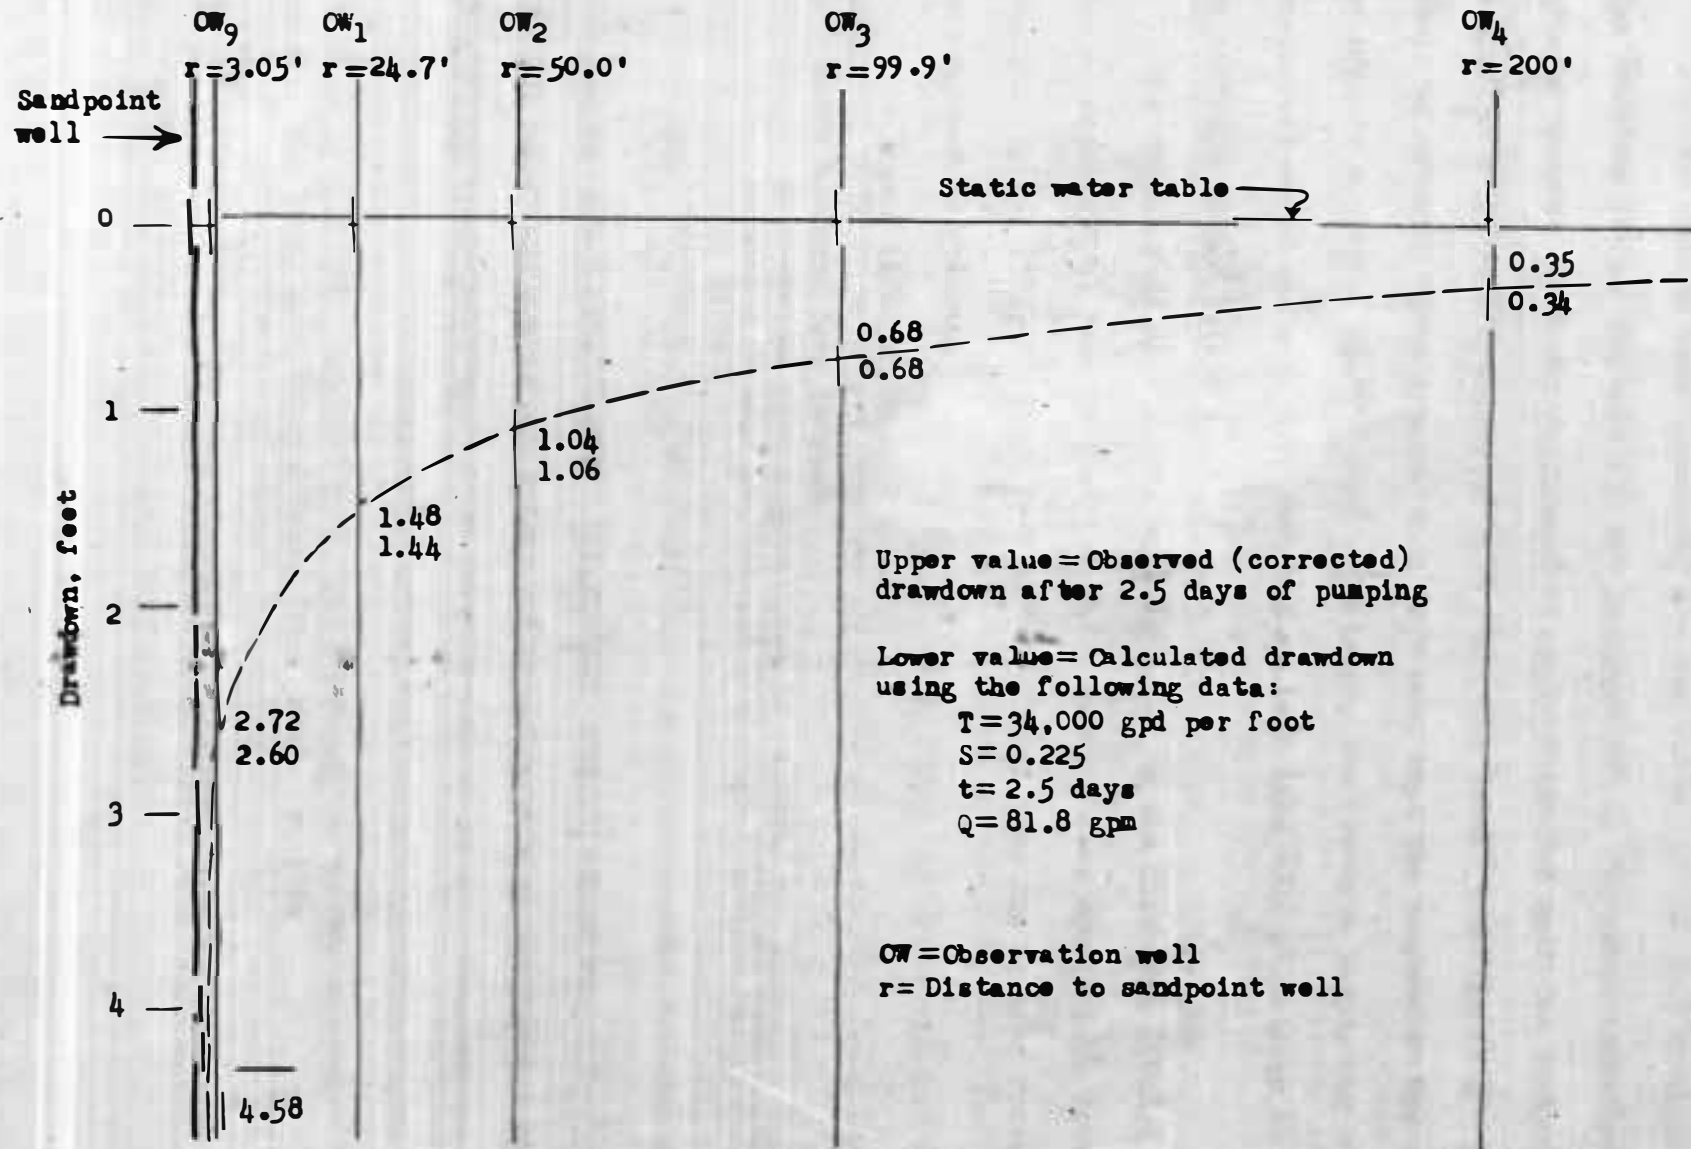 OW9 OW1 OW2 OW3 OW4
r=3.05' r=24.7' r=50.0' r=99.9' r=200'
Sandpoint
well
Static water table
0
0.35
0.34
0.68
0.68
1
1.04
1.06
1.48
1.44
Drawdown, feet
2
2.72
2.60
Upper value=Observed (corrected)
drawdown after 2.5 days of pumping
Lower value=Calculated drawdown
using the following data:
T=34,000 gpd per foot
S=0.225
t=2.5 days
Q=81.8 gpm
3
OW=Observation well
r=Distance to sandpoint well
4
4.58